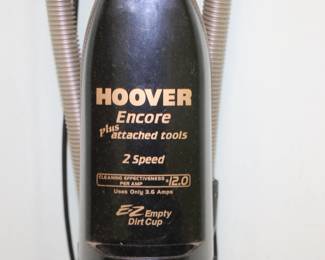 HOOVER
Encore
plus attached tools
2 Speed
CLEANING EFFECTIVENESS PER AMP 12.0
Uses Only 3.6 Amps
E-Z Empty
Dirt Cup